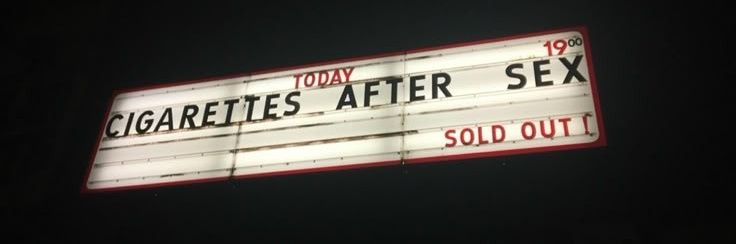 TODAY 19⁰⁰
CIGARETTES AFTER SEX
SOLD OUT!